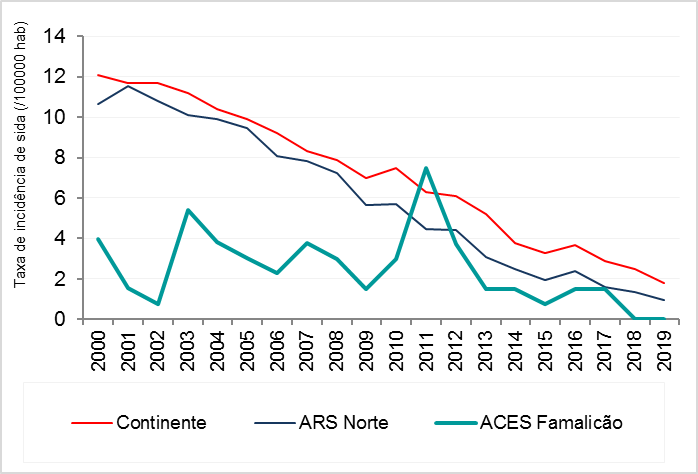 Taxa de incidência de sida (/100000 hab)
14
12
10
8
6
4
2
0
2000 2001 2002 2003 2004 2005 2006 2007 2008 2009 2010 2011 2012 2013 2014 2015 2016 2017 2018 2019
Continente ARS Norte ACES Famalicão